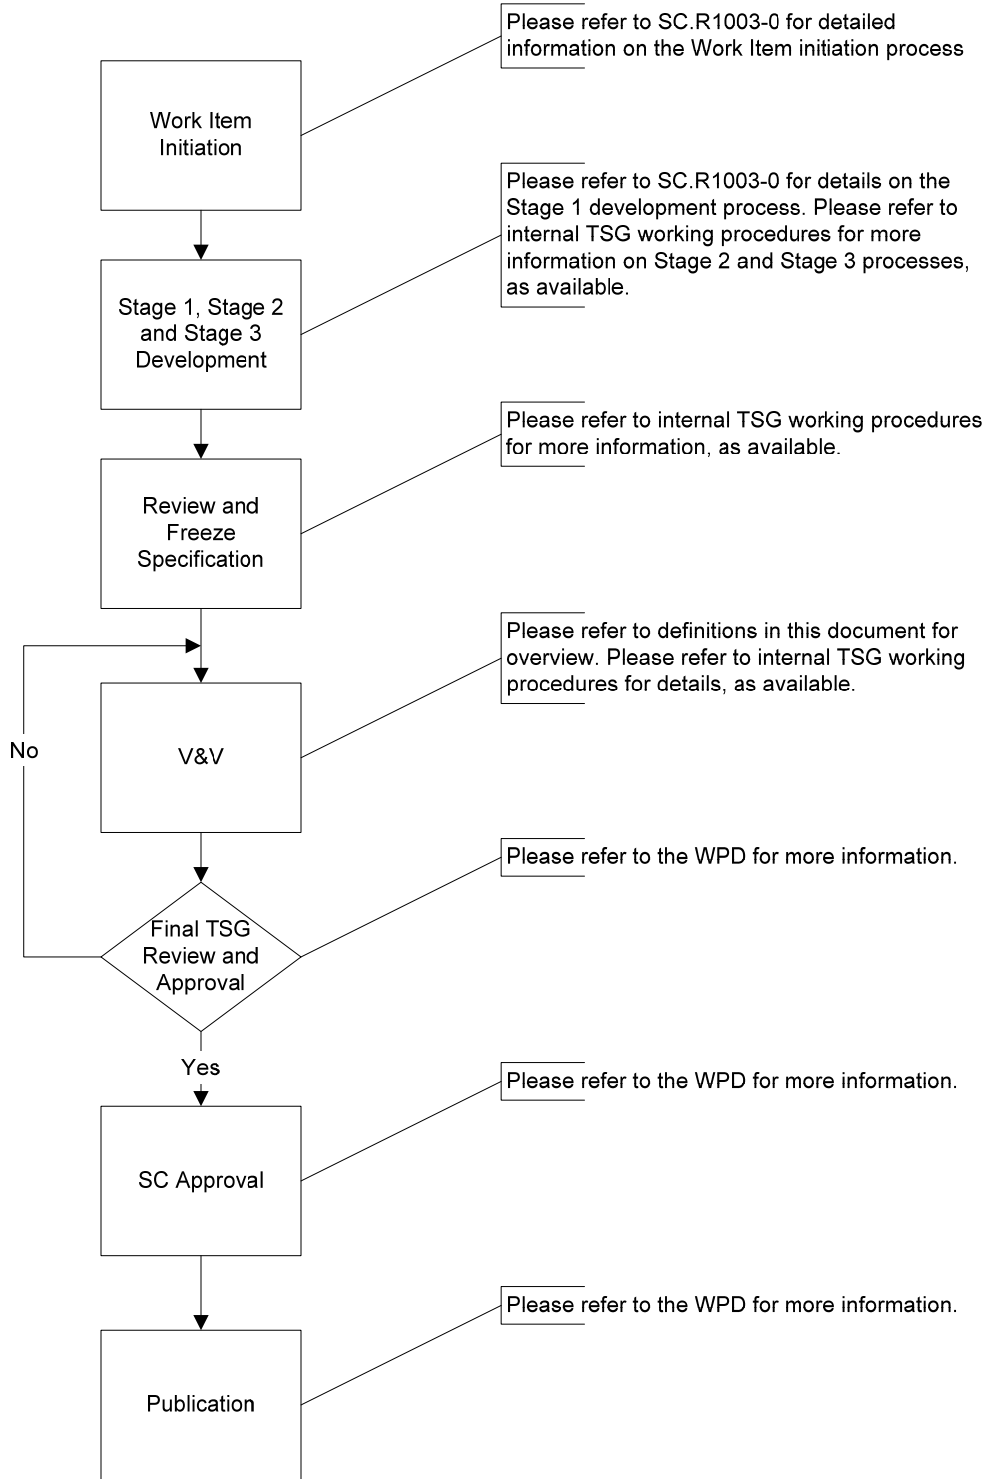 Please refer to SC.R1003-0 for detailed
information on the Work Item initiation process
Work Item
Initiation
Please refer to SC.R1003-0 for details on the
Stage 1 development process. Please refer to
internal TSG working procedures for more
information on Stage 2 and Stage 3 processes,
as available.
Stage 1, Stage 2
and Stage 3
Development
Please refer to internal TSG working procedures
for more information, as available.
Review and
Freeze
Specification
Please refer to definitions in this document for
overview. Please refer to internal TSG working
procedures for details, as available.
No
V&V
Please refer to the WPD for more information.
Final TSG
Review and
Approval
Yes
Please refer to the WPD for more information.
SC Approval
Please refer to the WPD for more information.
Publication